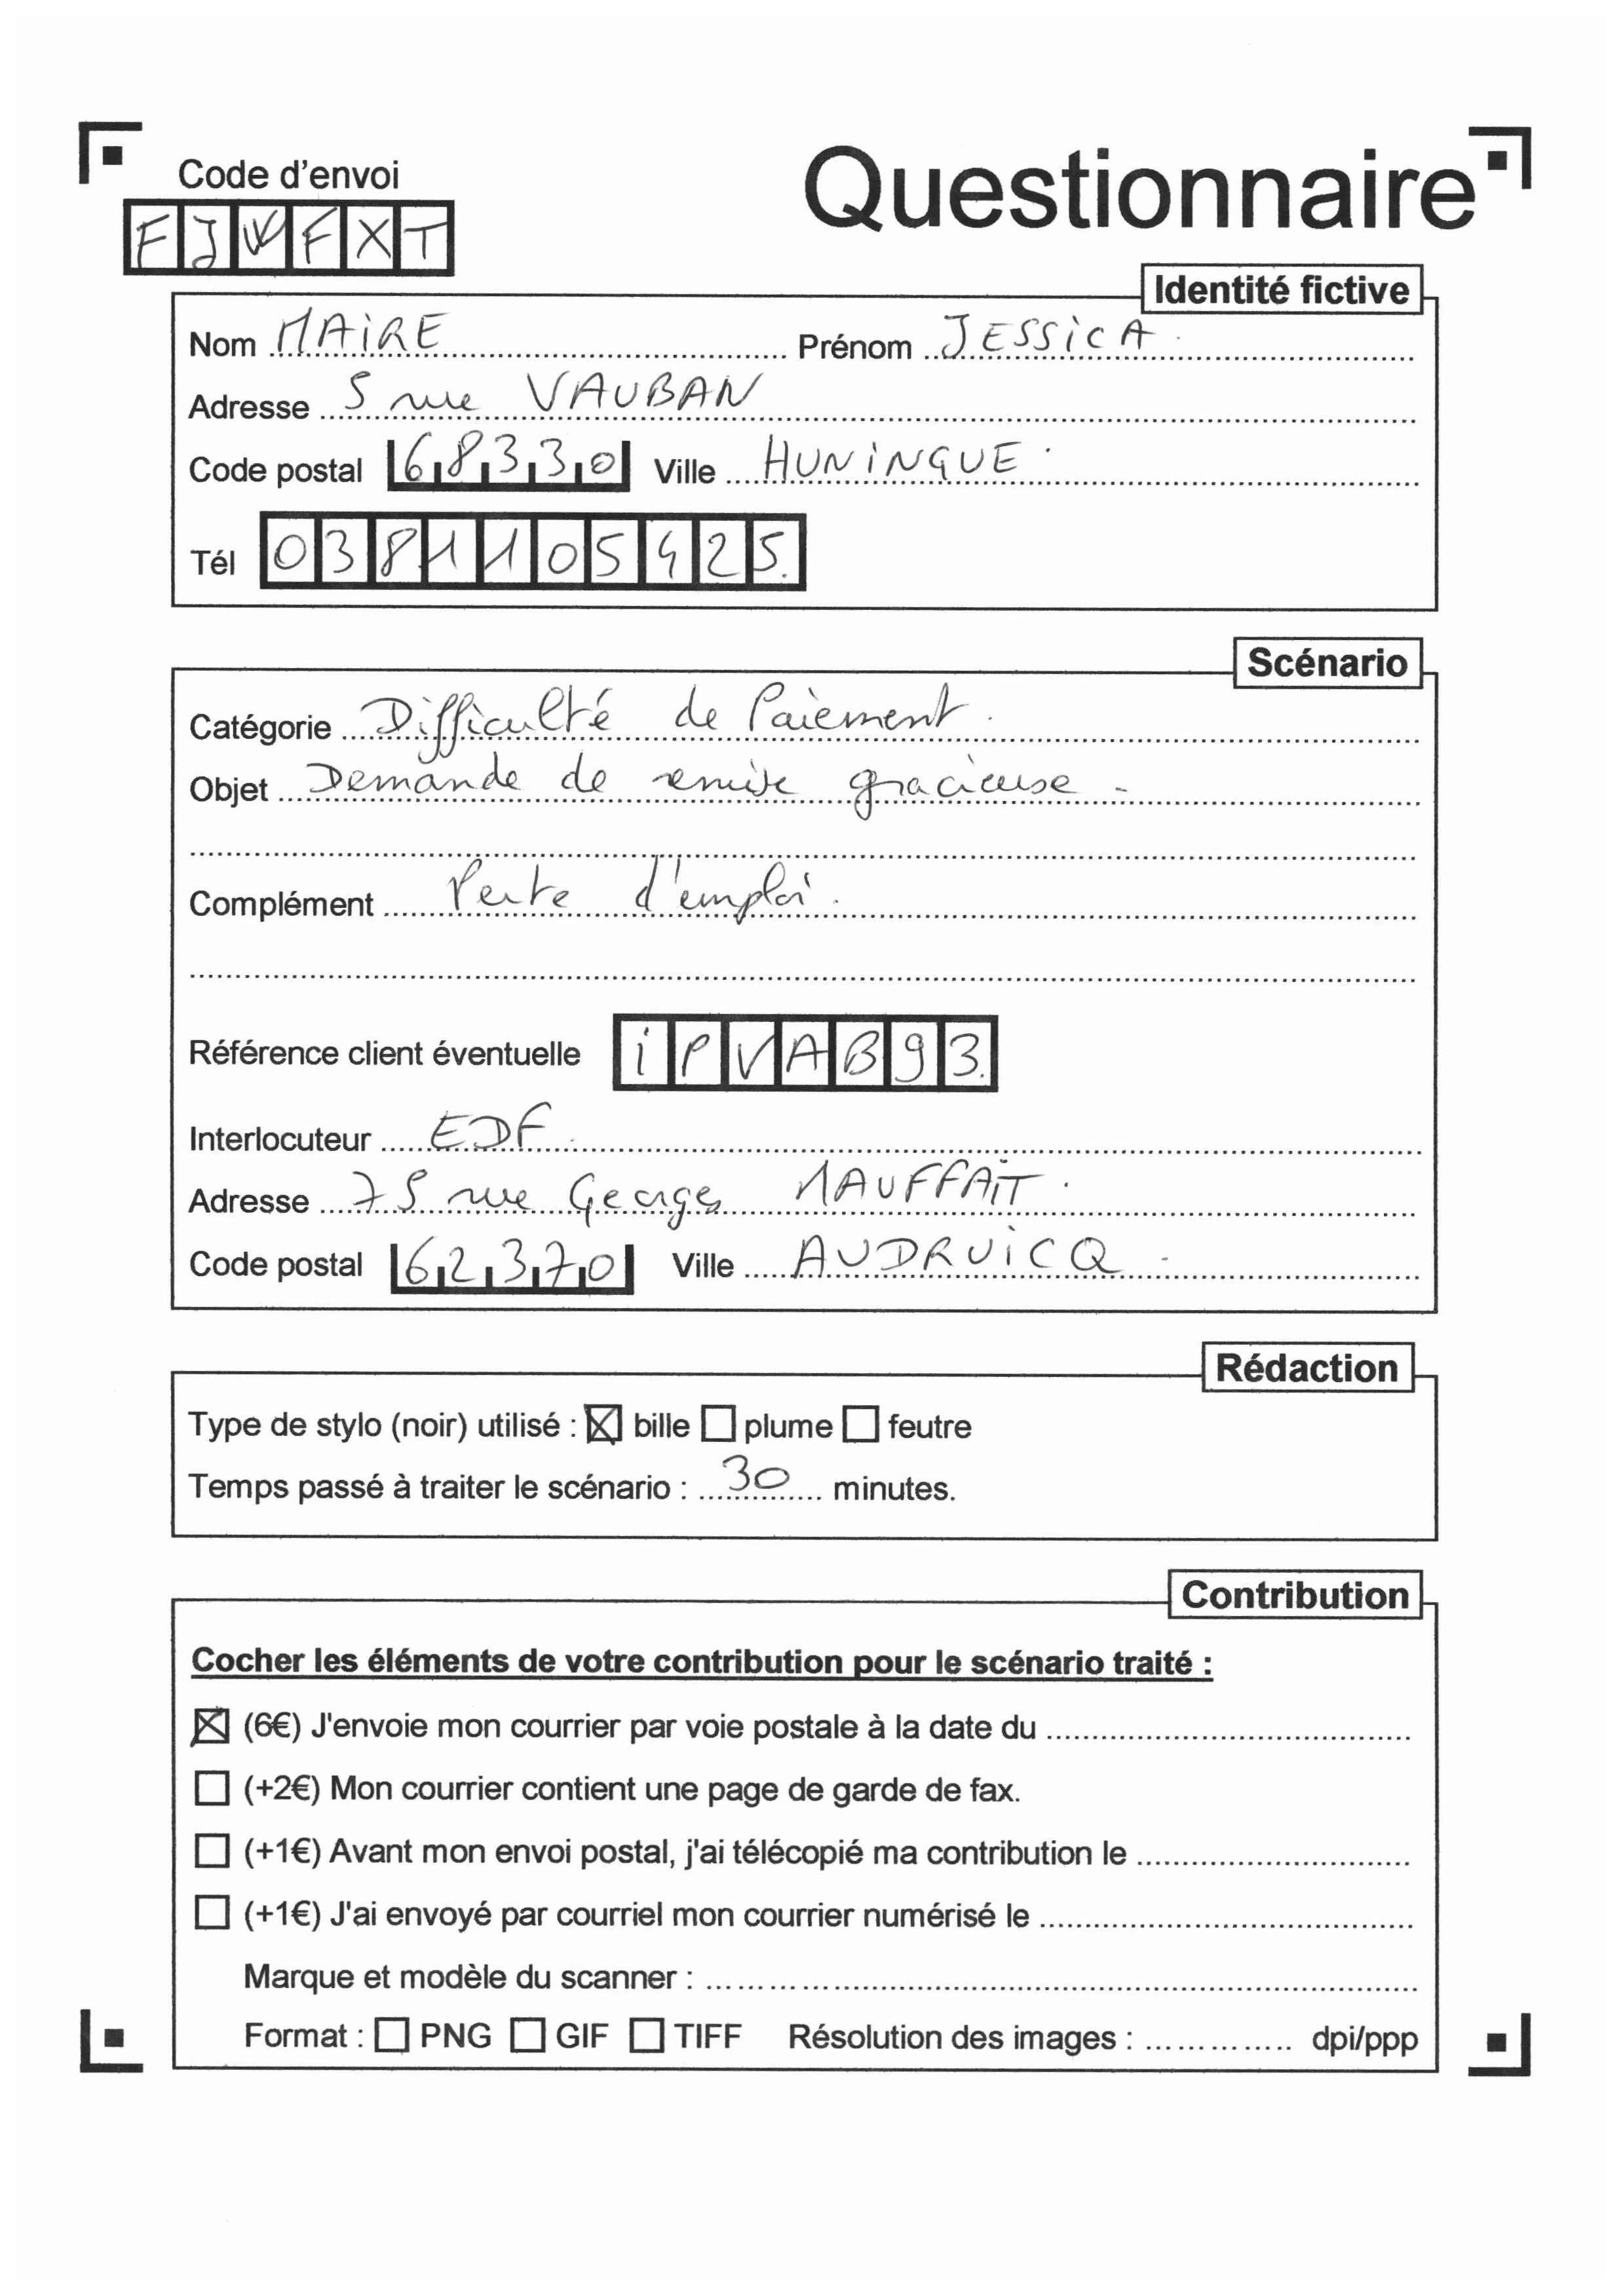 Code d'envoi
Questionnaire
FJWFXT
Identité fictive
Nom MAIRE Prénom JESSICA
Adresse 5 rue VAUBAN
Code postal 68330 Ville HUNINGUE
Tél 0381105425
Scénario
Catégorie Difficulté de Paiement.
Objet Demande de remise gracieuse
Complément Perte d'emploi.
Référence client éventuelle iPVAB93
Interlocuteur EDF
Adresse 75 rue Georges MAUFFAIT
Code postal 62370 Ville AUDRUICQ
Rédaction
Type de stylo (noir) utilisé : ☒ bille ☐ plume ☐ feutre
Temps passé à traiter le scénario : 30 minutes.
Contribution
Cocher les éléments de votre contribution pour le scénario traité :
☒ (6€) J'envoie mon courrier par voie postale à la date du
☐ (+2€) Mon courrier contient une page de garde de fax.
☐ (+1€) Avant mon envoi postal, j'ai télécopié ma contribution le
☐ (+1€) J'ai envoyé par courriel mon courrier numérisé le
Marque et modèle du scanner :
Format : ☐ PNG ☐ GIF ☐ TIFF Résolution des images : dpi/ppp